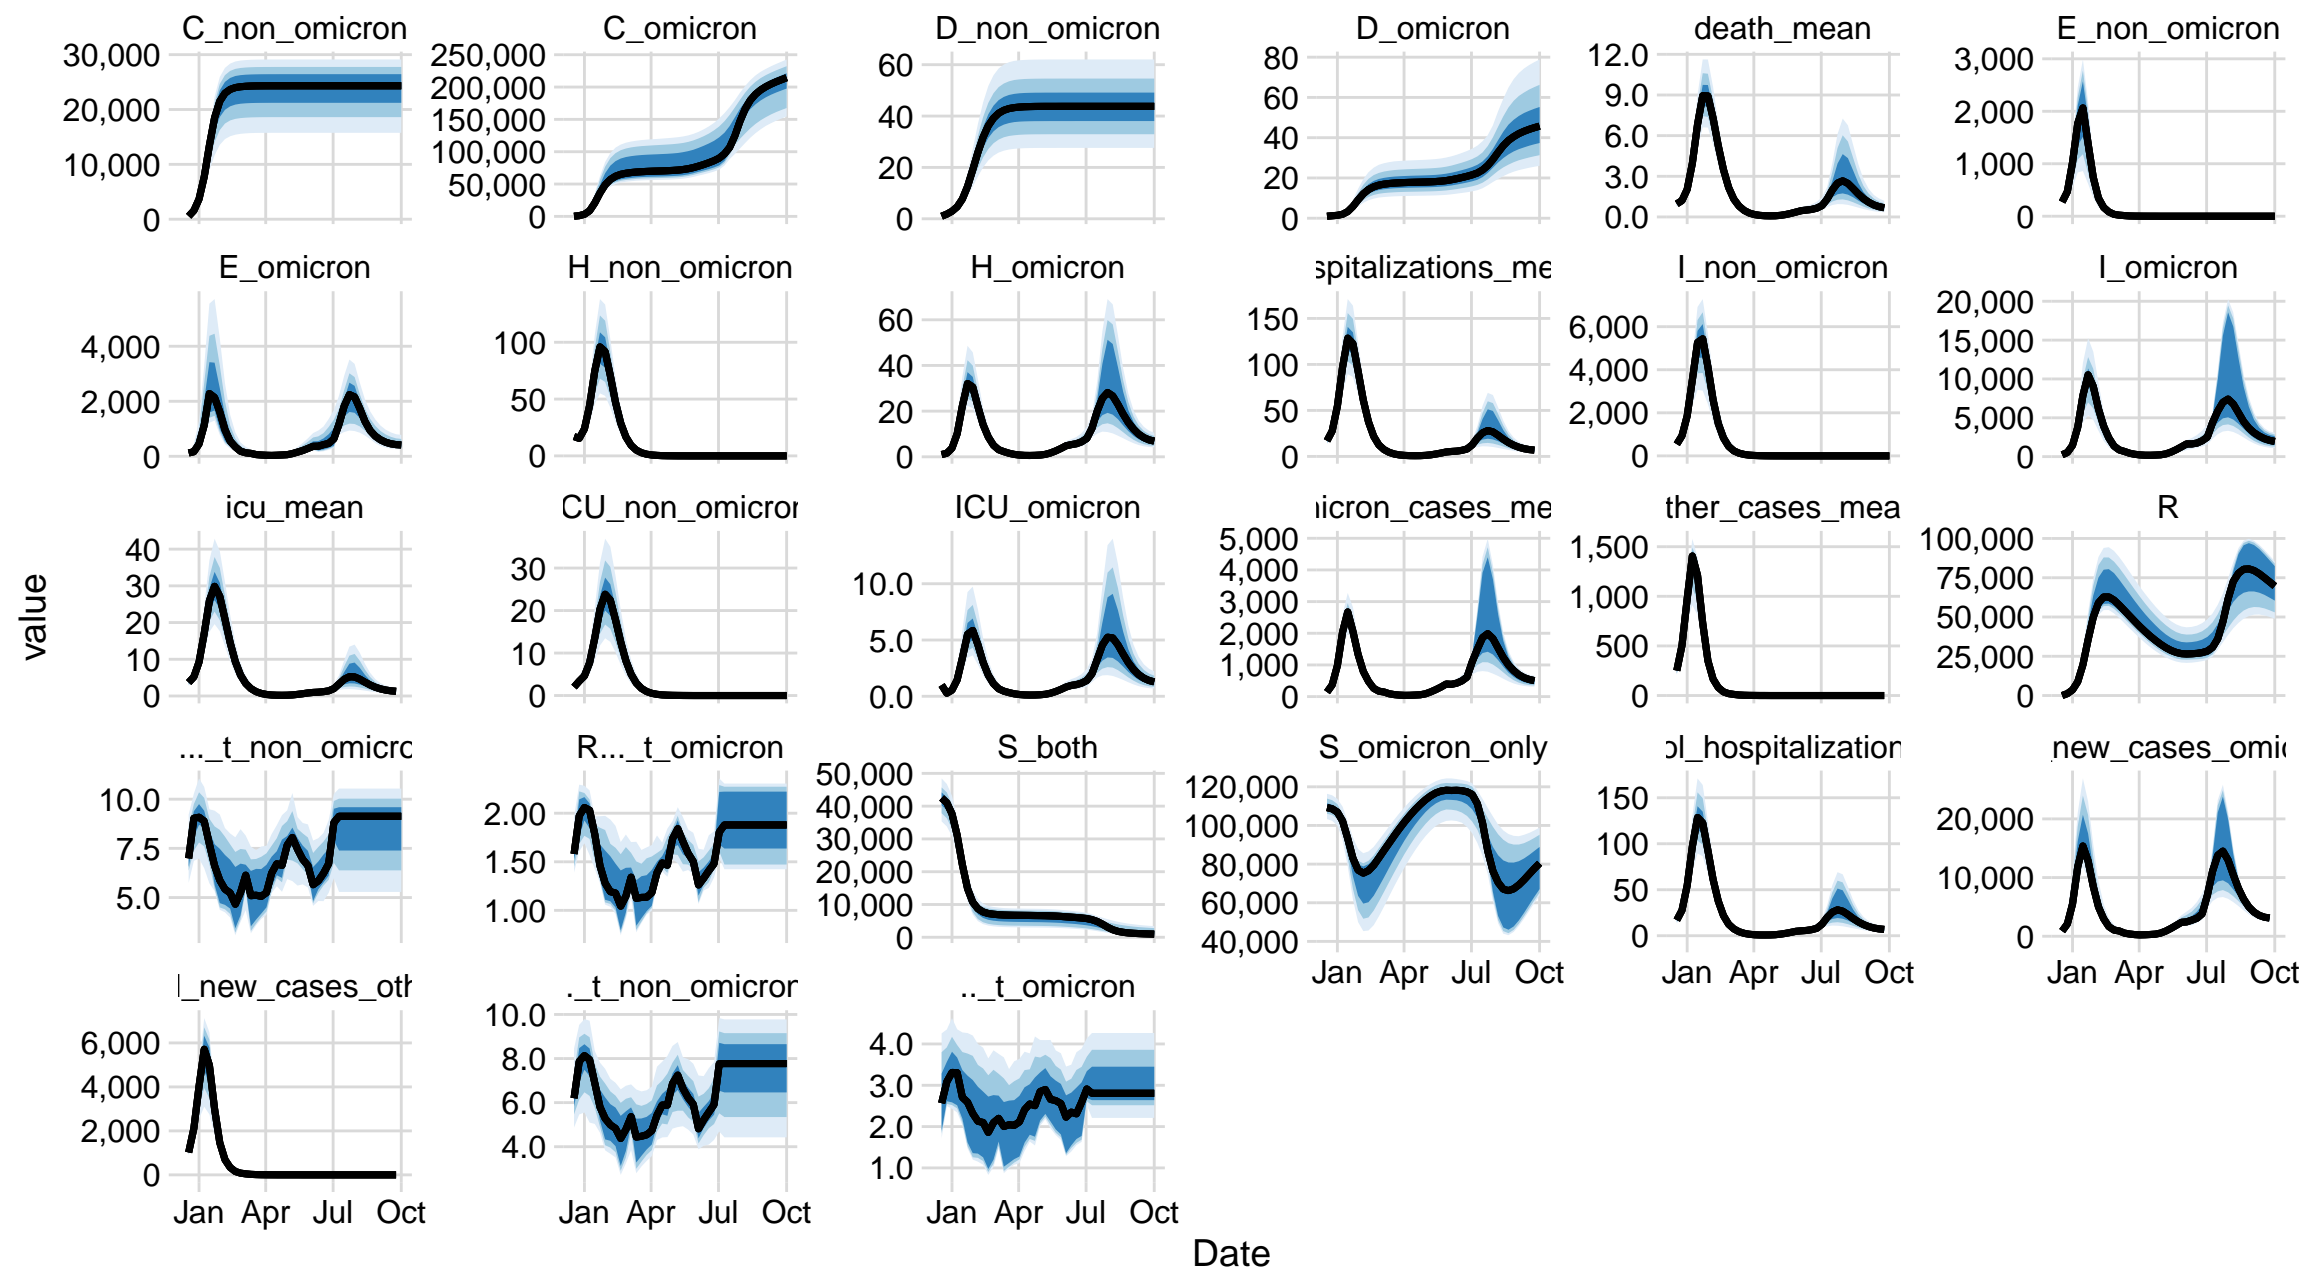 C_non_omicron C_omicron D_non_omicron D_omicron death_mean E_non_omicron
30,000 20,000 10,000 0
250,000 200,000 150,000 100,000 50,000 0
60 40 20 0
80 60 40 20 0
12.0 9.0 6.0 3.0 0.0
3,000 2,000 1,000 0
E_omicron H_non_omicron H_omicron spitalizations_me I_non_omicron I_omicron
4,000 2,000 0
100 50 0
60 40 20 0
150 100 50 0
6,000 4,000 2,000 0
20,000 15,000 10,000 5,000 0
icu_mean CU_non_omicron ICU_omicron nicron_cases_me ther_cases_mea R
40 30 20 10 0
30 20 10 0
10.0 5.0 0.0
5,000 4,000 3,000 2,000 1,000 0
1,500 1,000 500 0
100,000 75,000 50,000 25,000 0
..._t_non_omicro R..._t_omicron S_both S_omicron_only ol_hospitalization _new_cases_omic
10.0 7.5 5.0
2.00 1.50 1.00
50,000 40,000 30,000 20,000 10,000 0
120,000 100,000 80,000 60,000 40,000
150 100 50 0
20,000 10,000 0
Jan Apr Jul Oct Jan Apr Jul Oct Jan Apr Jul Oct
l_new_cases_oth ._t_non_omicron .._t_omicron
6,000 4,000 2,000 0
10.0 8.0 6.0 4.0
4.0 3.0 2.0 1.0
Jan Apr Jul Oct Jan Apr Jul Oct Jan Apr Jul Oct
value
Date